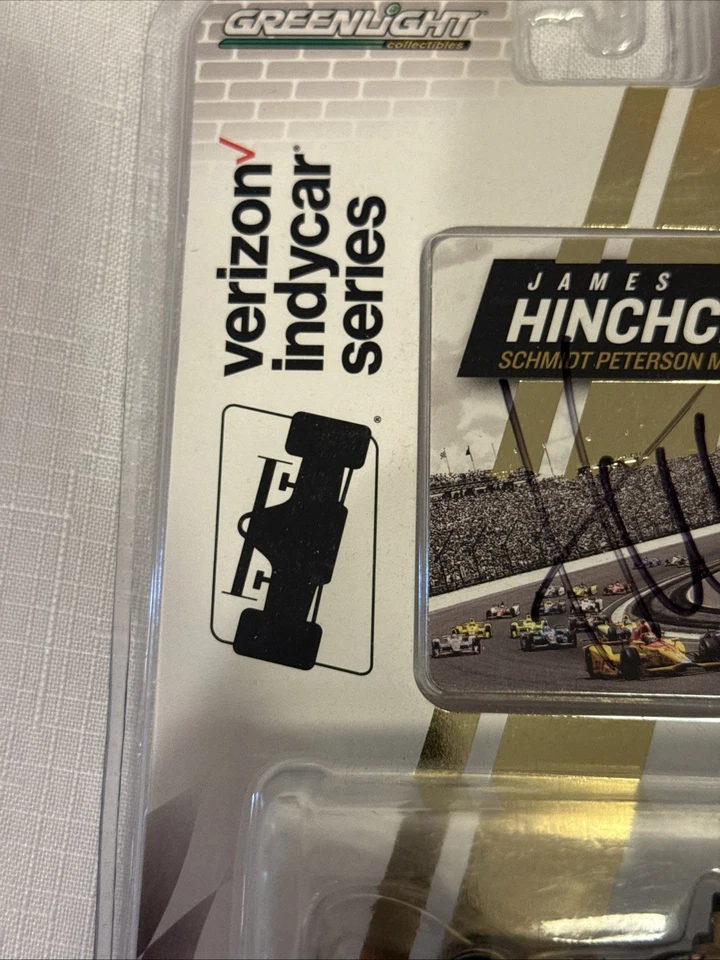 GREENLiGHT®
collectibles
verizon✓
indycar®
series
®
JAMES
HINCHC
SCHMIDT PETERSON M